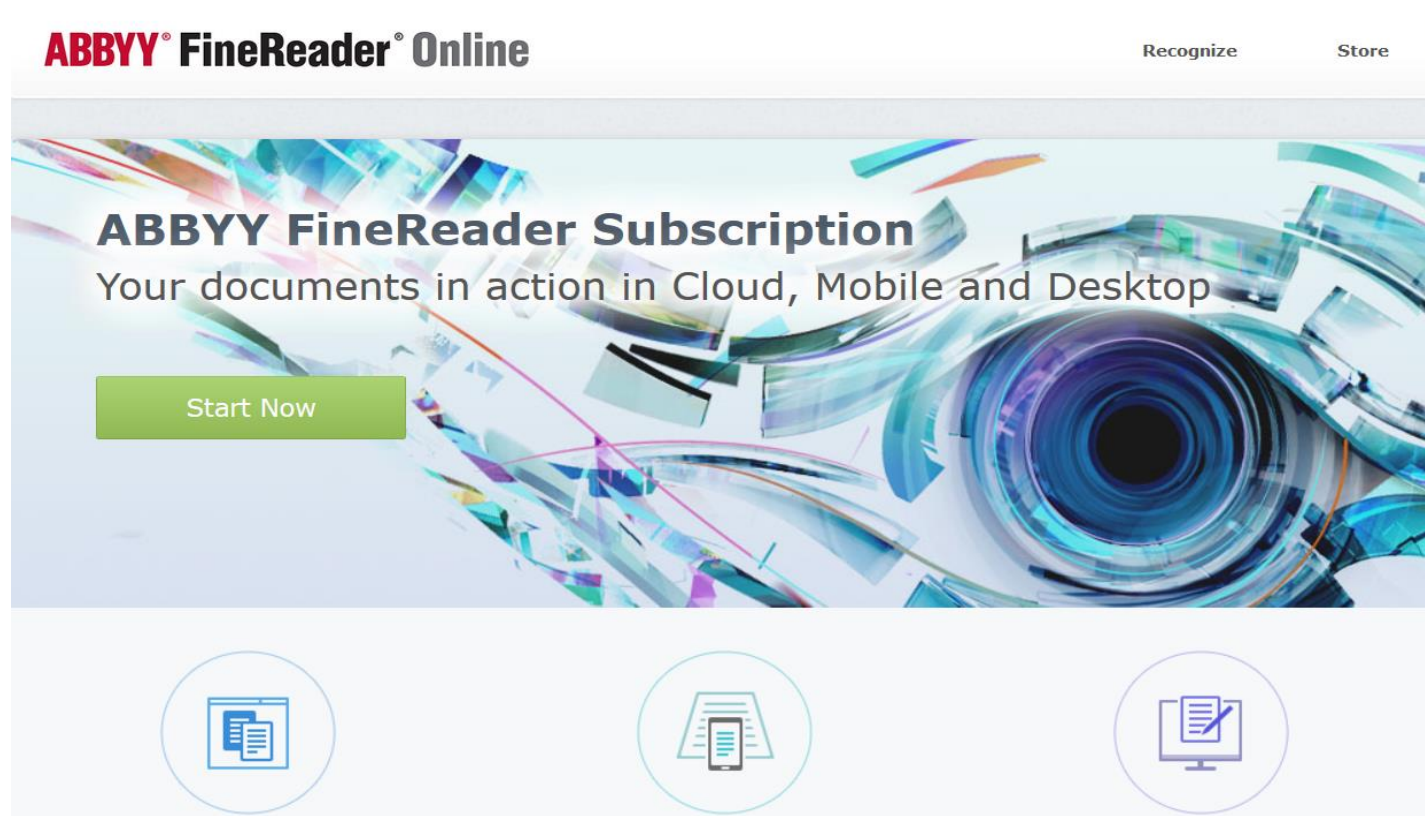 ABBYY® FineReader® Online
Recognize Store
ABBYY FineReader Subscription
Your documents in action in Cloud, Mobile and Desktop
Start Now